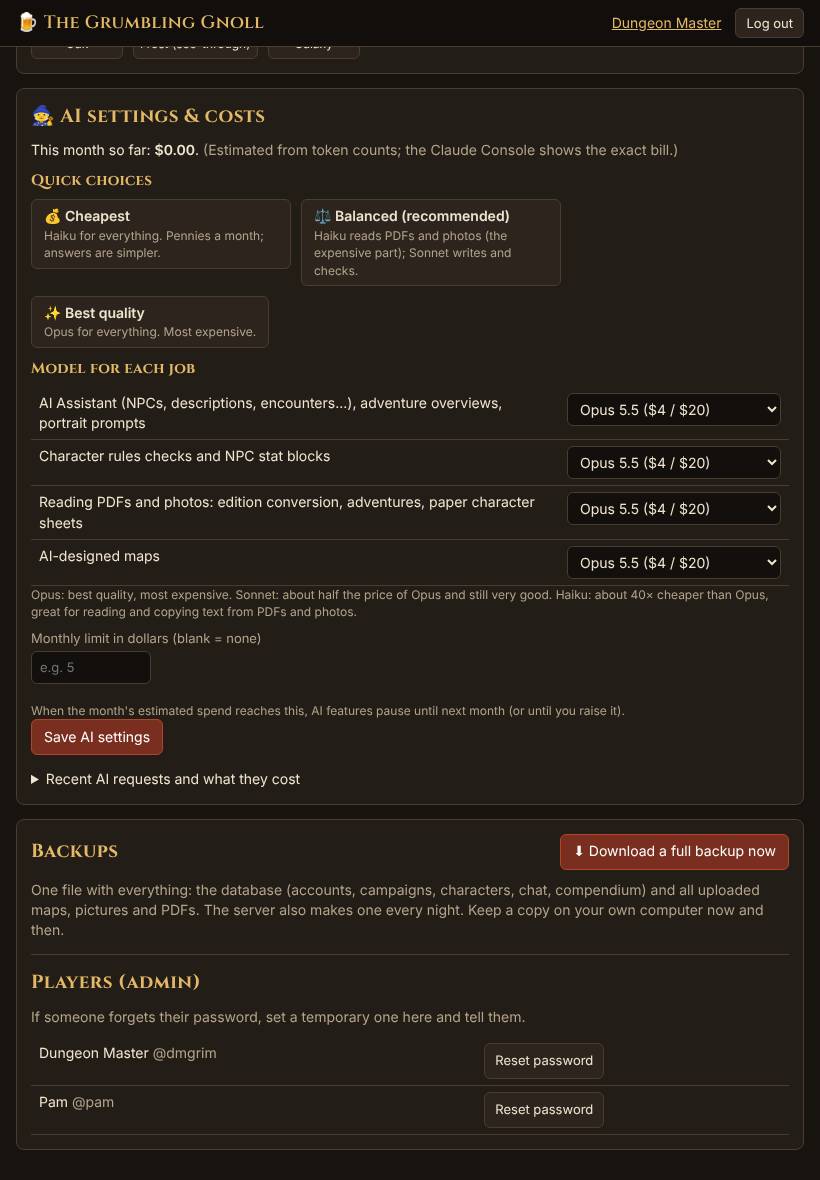 🍺 The Grumbling Gnoll
Dungeon Master
Log out
🧙 AI settings & costs
This month so far: $0.00. (Estimated from token counts; the Claude Console shows the exact bill.)
Quick choices
💰 Cheapest
Haiku for everything. Pennies a month;
answers are simpler.
⚖️ Balanced (recommended)
Haiku reads PDFs and photos (the
expensive part); Sonnet writes and
checks.
✨ Best quality
Opus for everything. Most expensive.
Model for each job
AI Assistant (NPCs, descriptions, encounters…), adventure overviews,
portrait prompts
Opus 5.5 ($4 / $20)
Character rules checks and NPC stat blocks
Opus 5.5 ($4 / $20)
Reading PDFs and photos: edition conversion, adventures, paper character
sheets
Opus 5.5 ($4 / $20)
AI-designed maps
Opus 5.5 ($4 / $20)
Opus: best quality, most expensive. Sonnet: about half the price of Opus and still very good. Haiku: about 40× cheaper than Opus,
great for reading and copying text from PDFs and photos.
Monthly limit in dollars (blank = none)
e.g. 5
When the month's estimated spend reaches this, AI features pause until next month (or until you raise it).
Save AI settings
▶ Recent AI requests and what they cost
Backups
⬇ Download a full backup now
One file with everything: the database (accounts, campaigns, characters, chat, compendium) and all uploaded
maps, pictures and PDFs. The server also makes one every night. Keep a copy on your own computer now and
then.
Players (admin)
If someone forgets their password, set a temporary one here and tell them.
Dungeon Master @dmgrim
Reset password
Pam @pam
Reset password